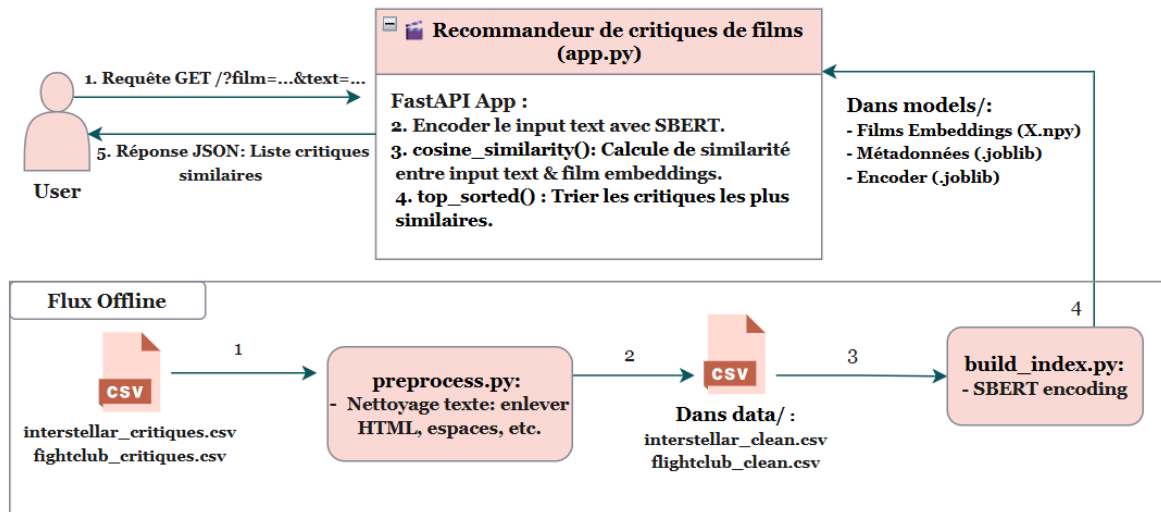 Recommandeur de critiques de films
(app.py)
1. Requête GET /?film=...&text=...
5. Réponse JSON: Liste critiques
similaires
User
FastAPI App :
2. Encoder le input text avec SBERT.
3. cosine_similarity(): Calcule de similarité
entre input text & film embeddings.
4. top_sorted() : Trier les critiques les plus
similaires.
Dans models/:
- Films Embeddings (X.npy)
- Métadonnées (.joblib)
- Encoder (.joblib)
Flux Offline
CSV
interstellar_critiques.csv
fightclub_critiques.csv
1
preprocess.py:
- Nettoyage texte: enlever
HTML, espaces, etc.
2
CSV
Dans data/ :
interstellar_clean.csv
flightclub_clean.csv
3
build_index.py:
- SBERT encoding
4